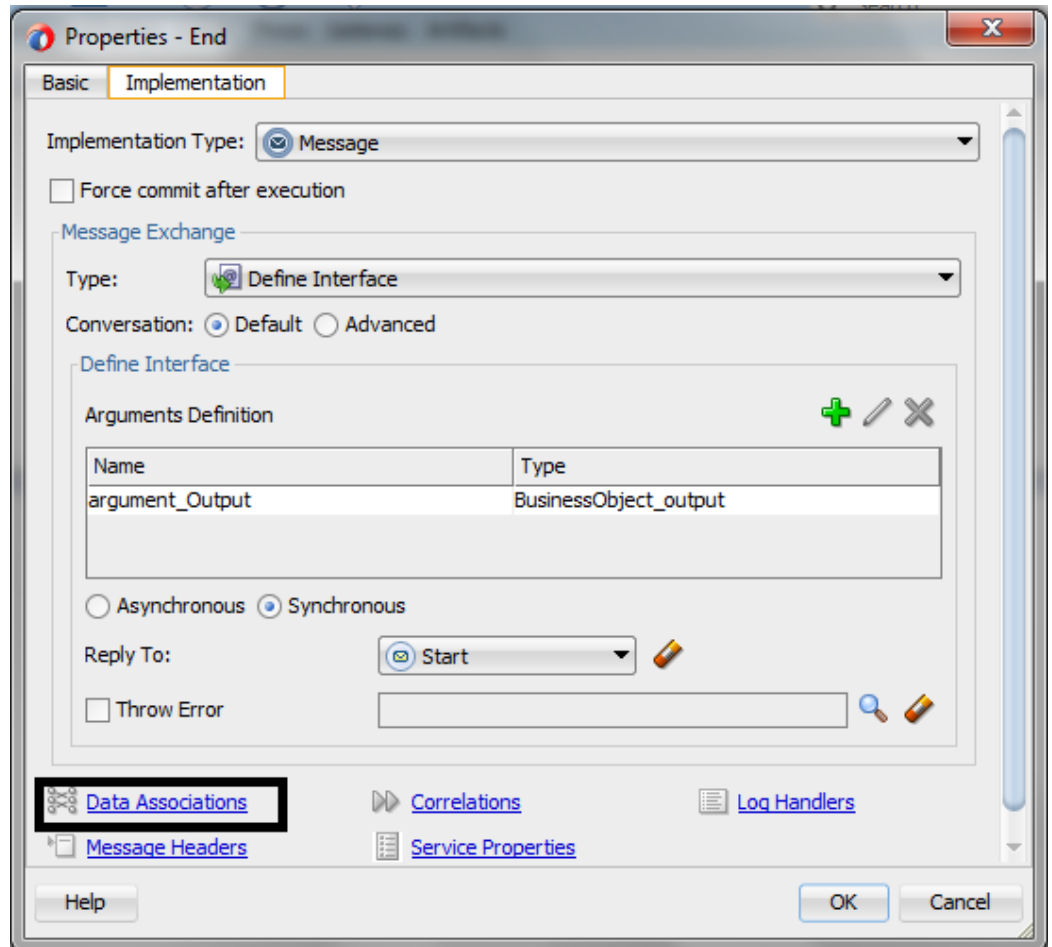 Properties - End
Basic Implementation
Implementation Type: Message
Force commit after execution
Message Exchange
Type: Define Interface
Conversation: Default Advanced
Define Interface
Arguments Definition
Name Type
argument_Output BusinessObject_output
Asynchronous Synchronous
Reply To: Start
Throw Error
Data Associations Correlations Log Handlers
Message Headers Service Properties
Help OK Cancel